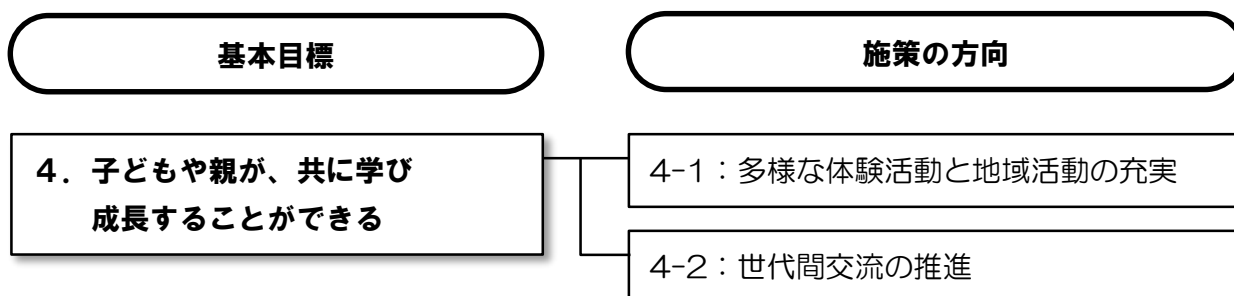 基本目標
施策の方向
４．子どもや親が、共に学び
成長することができる
4-1：多様な体験活動と地域活動の充実
4-2：世代間交流の推進